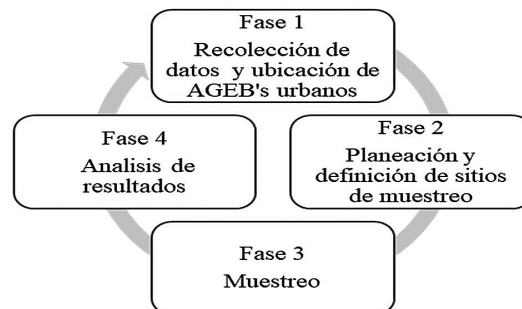 Fase 1
Recolección de
datos y ubicación de
AGEB's urbanos
Fase 2
Planeación y
definición de sitios
de muestreo
Fase 3
Muestreo
Fase 4
Analisis de
resultados